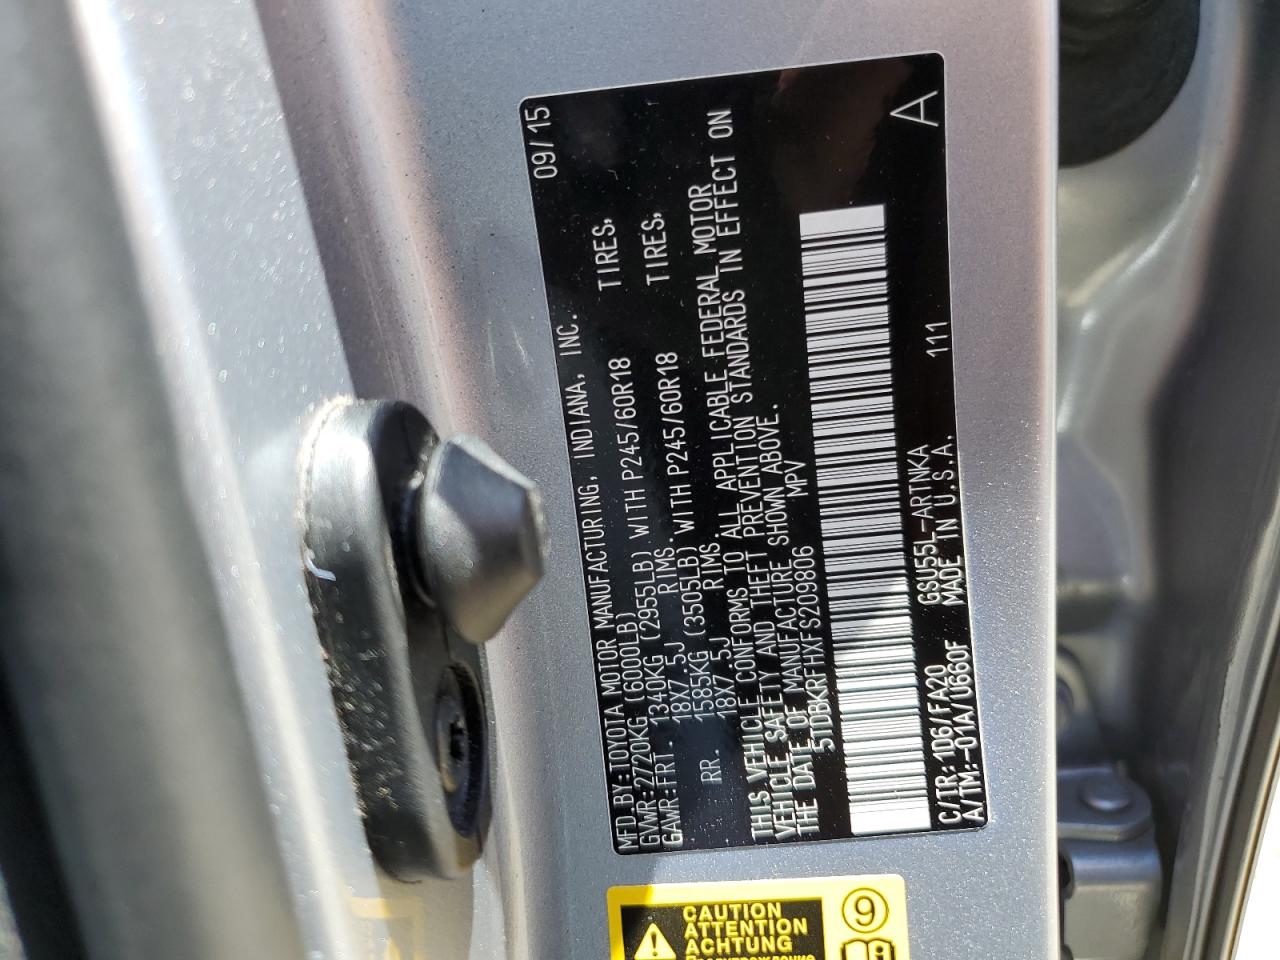 MFD.BY:TOYOTA MOTOR MANUFACTURING, INDIANA, INC. 09/15
GVWR:2720KG (6000LB)
GAWR:FRT. 1340KG (2955LB) WITH P245/60R18 TIRES,
18X7.5J RIMS.
RR. 1585KG (3505LB) WITH P245/60R18 TIRES,
18X7.5J RIMS.
THIS VEHICLE CONFORMS TO ALL APPLICABLE FEDERAL MOTOR
VEHICLE SAFETY AND THEFT PREVENTION STANDARDS IN EFFECT ON
THE DATE OF MANUFACTURE SHOWN ABOVE.
5TDBKRFHXFS209806 MPV
C/TR:1D6/FA20 GSU55L-ARTNKA 111 A
A/TM:-01A/U660F MADE IN U.S.A.
CAUTION
ATTENTION
ACHTUNG
9